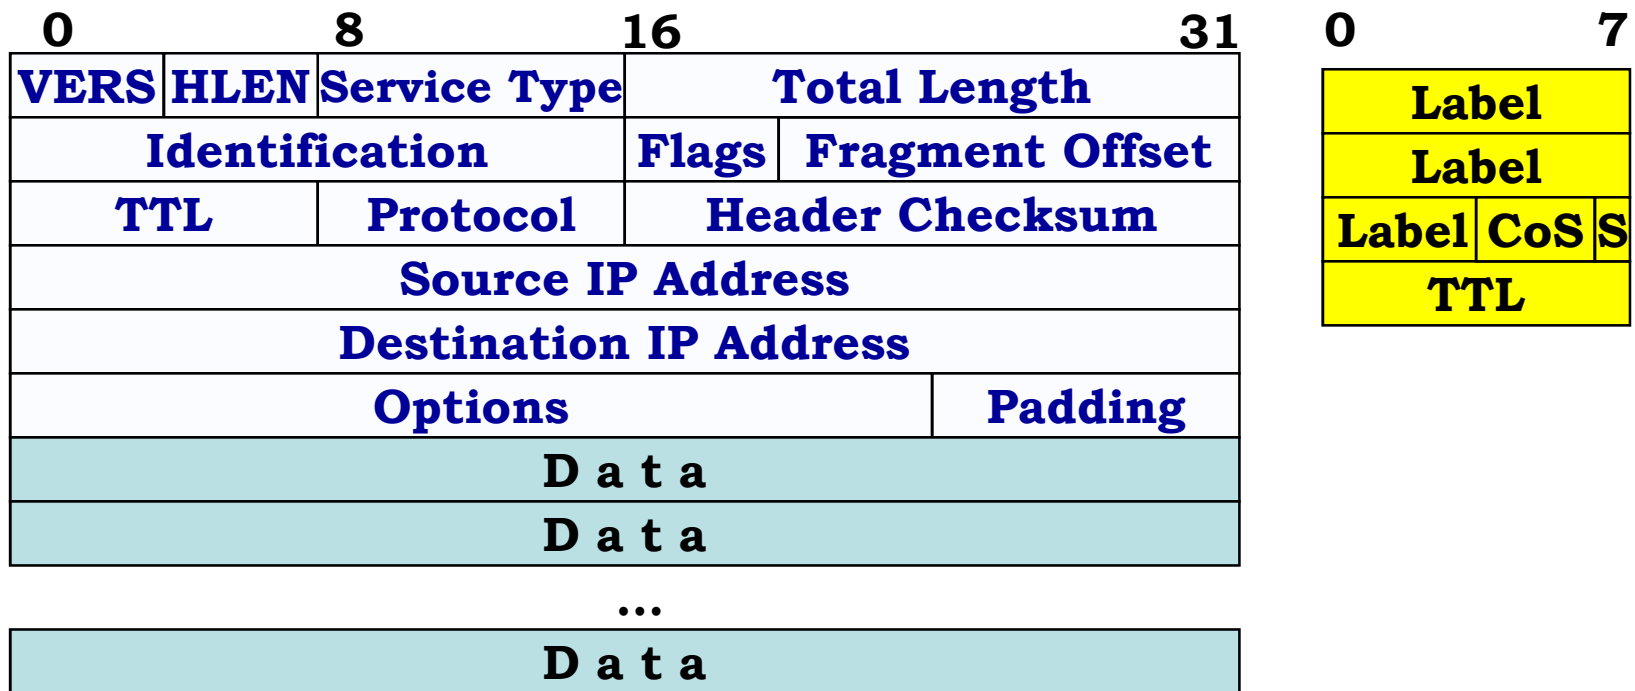 0 8 16 31
VERS HLEN Service Type Total Length
Identification Flags Fragment Offset
TTL Protocol Header Checksum
Source IP Address
Destination IP Address
Options Padding
D a t a
D a t a
...
D a t a
0 7
Label
Label
Label CoS S
TTL